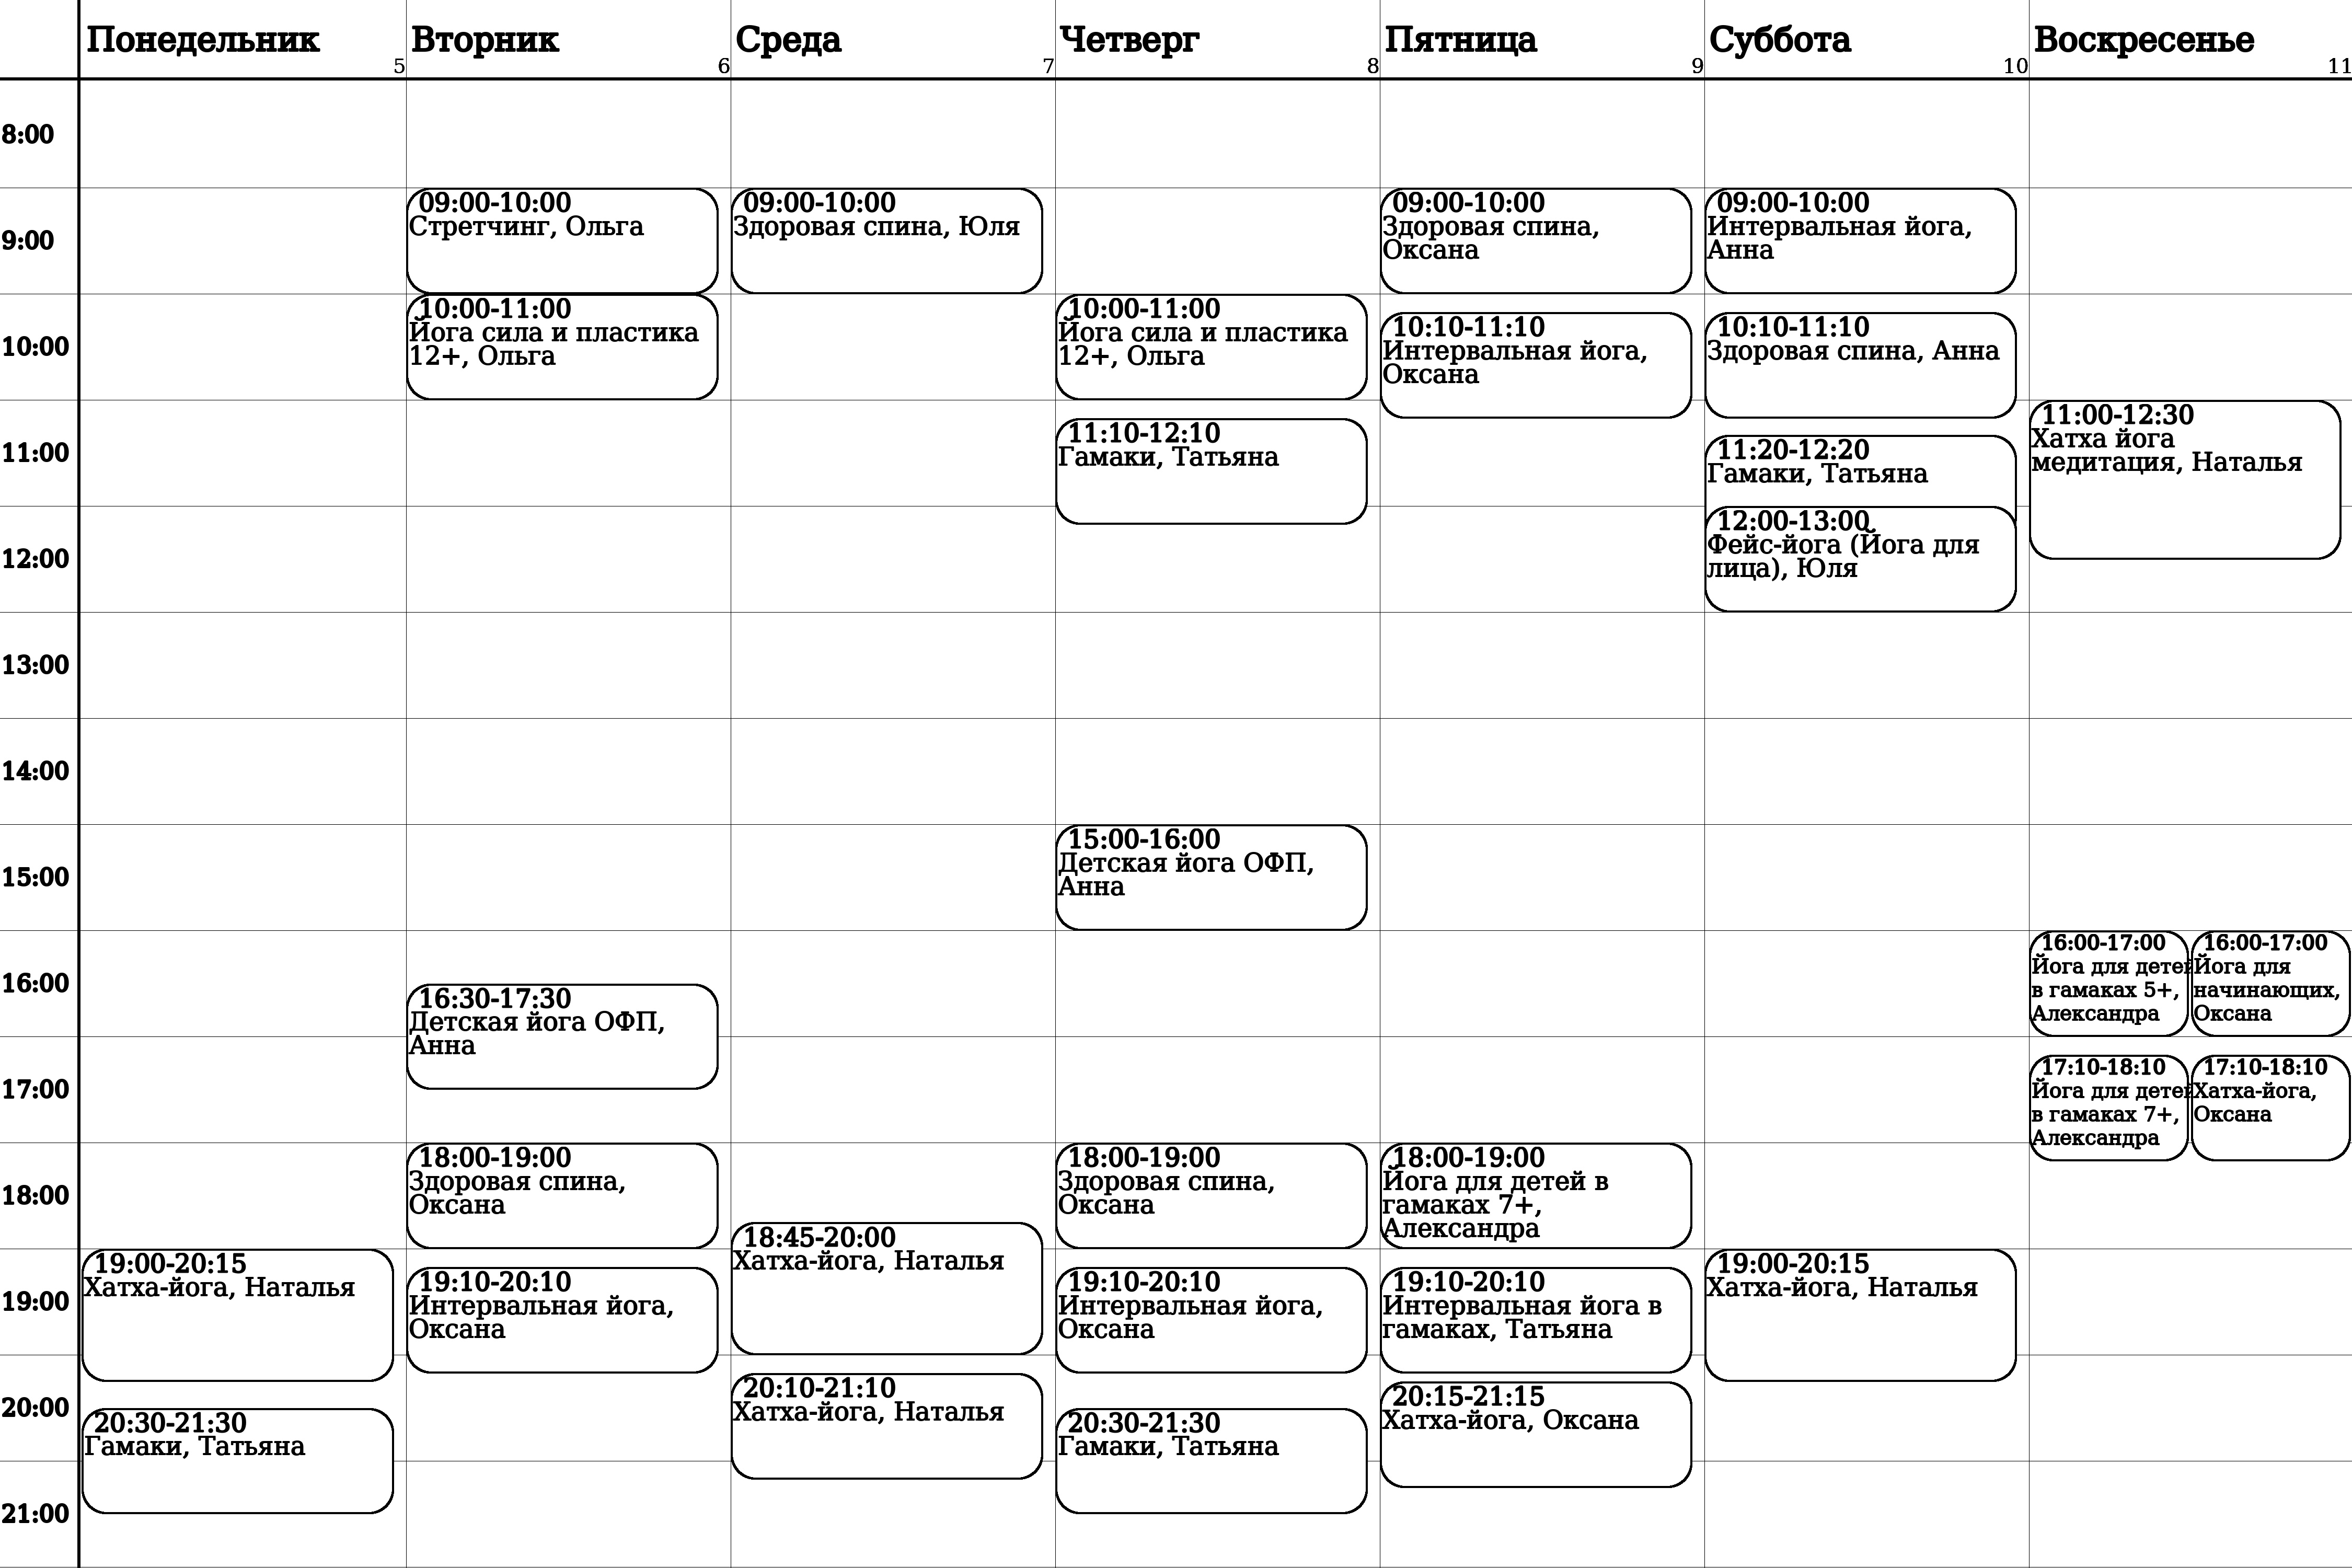 Понедельник
5
Вторник
6
Среда
7
Четверг
8
Пятница
9
Суббота
10
Воскресенье
11
8:00
9:00
10:00
11:00
12:00
13:00
14:00
15:00
16:00
17:00
18:00
19:00
20:00
21:00
19:00-20:15
Хатха-йога, Наталья
20:30-21:30
Гамаки, Татьяна
09:00-10:00
Стретчинг, Ольга
10:00-11:00
Йога сила и пластика
12+, Ольга
16:30-17:30
Детская йога ОФП,
Анна
18:00-19:00
Здоровая спина,
Оксана
19:10-20:10
Интервальная йога,
Оксана
09:00-10:00
Здоровая спина, Юля
18:45-20:00
Хатха-йога, Наталья
20:10-21:10
Хатха-йога, Наталья
10:00-11:00
Йога сила и пластика
12+, Ольга
11:10-12:10
Гамаки, Татьяна
15:00-16:00
Детская йога ОФП,
Анна
18:00-19:00
Здоровая спина,
Оксана
19:10-20:10
Интервальная йога,
Оксана
20:30-21:30
Гамаки, Татьяна
09:00-10:00
Здоровая спина,
Оксана
10:10-11:10
Интервальная йога,
Оксана
18:00-19:00
Йога для детей в
гамаках 7+,
Александра
19:10-20:10
Интервальная йога в
гамаках, Татьяна
20:15-21:15
Хатха-йога, Оксана
09:00-10:00
Интервальная йога,
Анна
10:10-11:10
Здоровая спина, Анна
11:20-12:20
Гамаки, Татьяна
12:00-13:00
Фейс-йога (Йога для
лица), Юля
19:00-20:15
Хатха-йога, Наталья
11:00-12:30
Хатха йога
медитация, Наталья
16:00-17:00
Йога для детей
в гамаках 5+,
Александра
16:00-17:00
Йога для
начинающих,
Оксана
17:10-18:10
Йога для детей
в гамаках 7+,
Александра
17:10-18:10
Хатха-йога,
Оксана